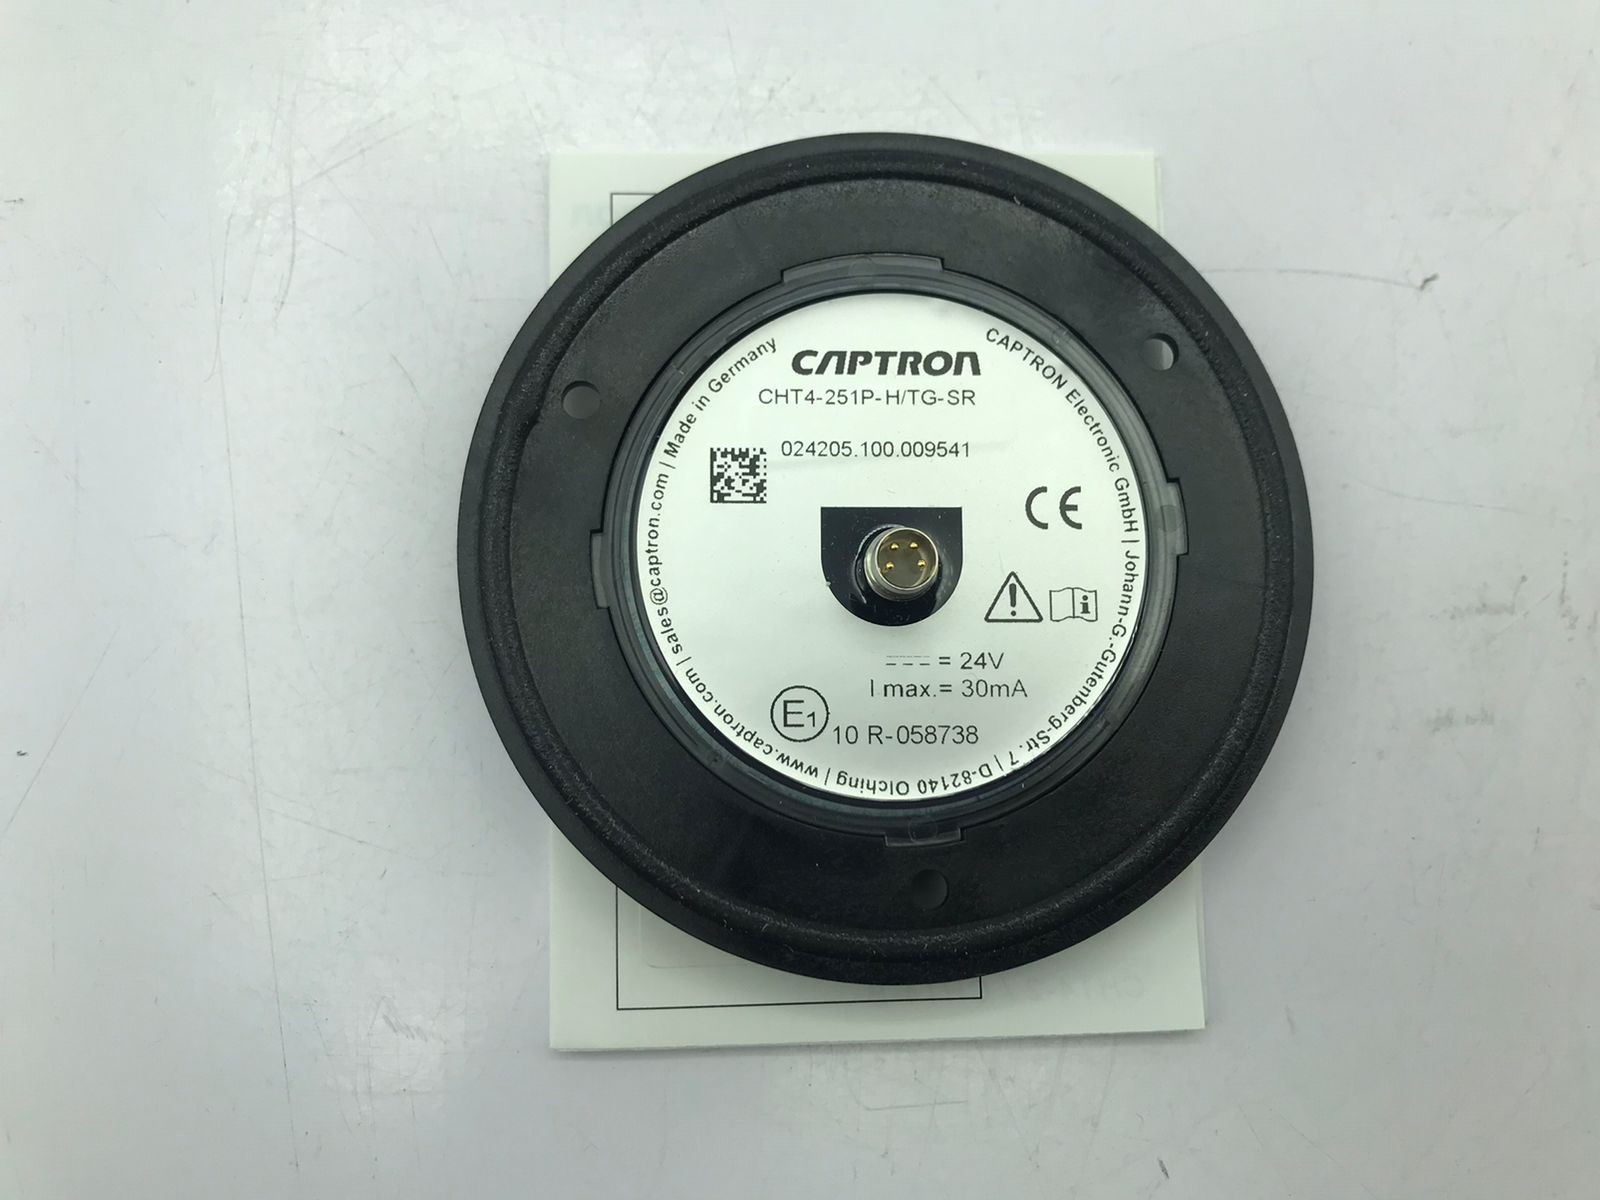 CAPTRON
CHT4-251P-H/TG-SR
024205.100.009541
CE
= 24V
I max.= 30mA
E1
10 R-058738
CAPTRON Electronic GmbH | Johann-G.-Gutenberg-Str. 7 | D-82140 Olching | www.captron.com | sales@captron.com | Made in Germany